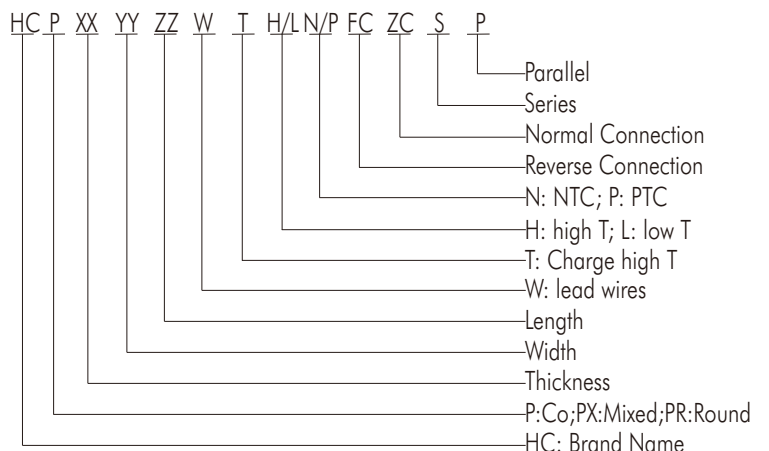 HC P XX YY ZZ W T H/L N/P FC ZC S P
Parallel
Series
Normal Connection
Reverse Connection
N: NTC; P: PTC
H: high T; L: low T
T: Charge high T
W: lead wires
Length
Width
Thickness
P:Co;PX:Mixed;PR:Round
HC: Brand Name